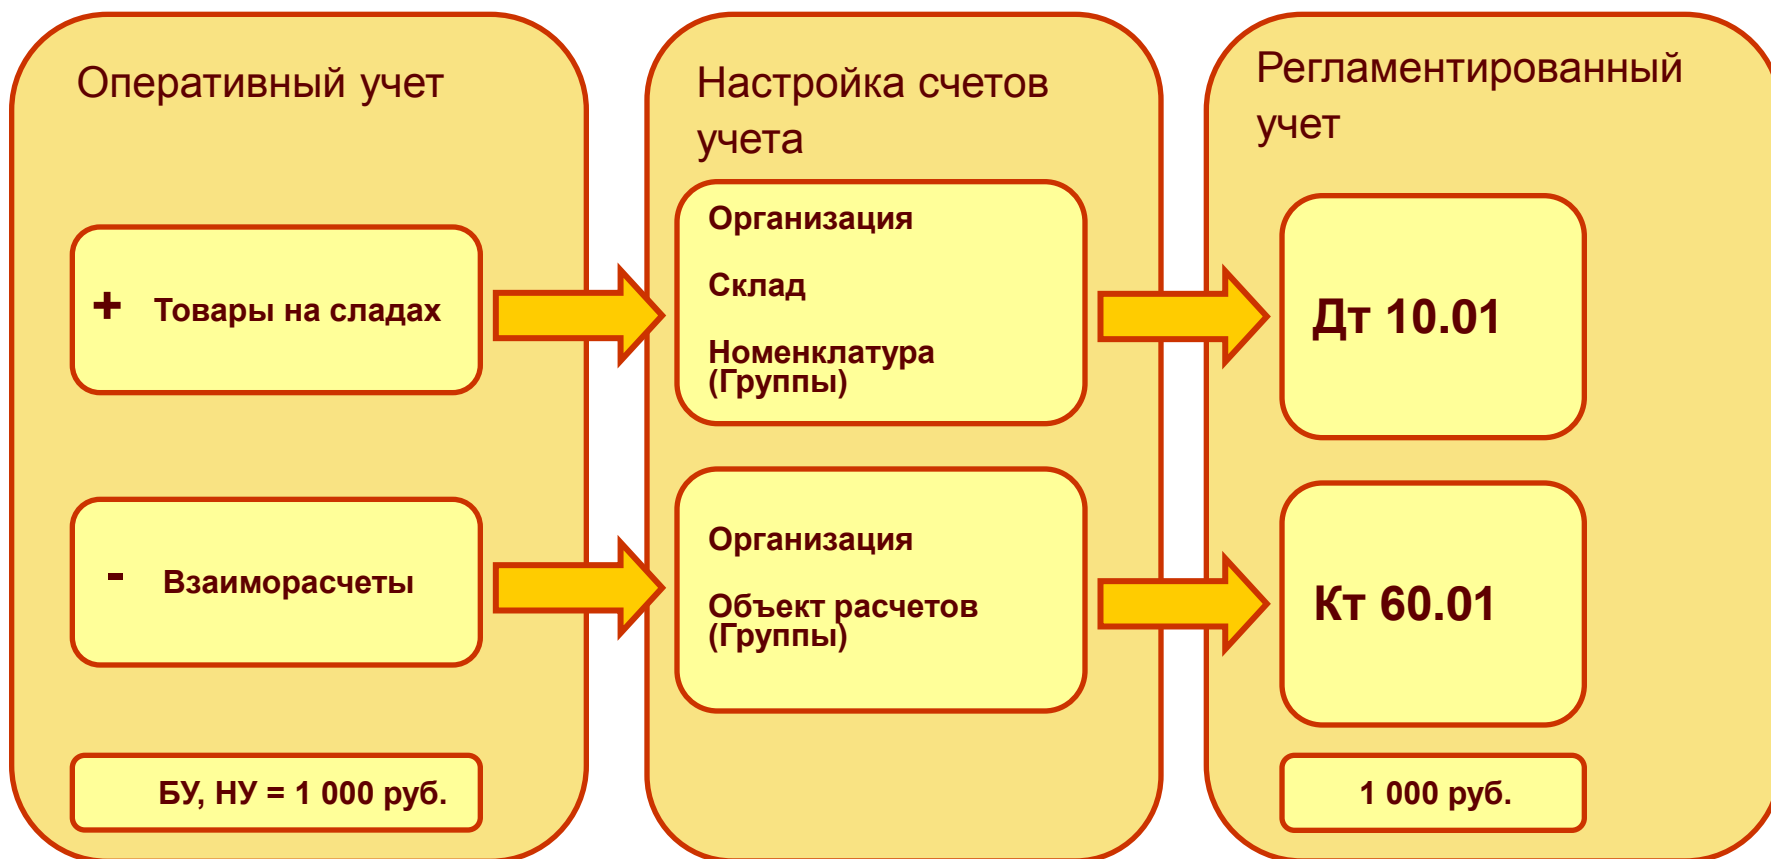 Оперативный учет
+ Товары на сладах
- Взаиморасчеты
БУ, НУ = 1 000 руб.
Настройка счетов
учета
Организация
Склад
Номенклатура
(Группы)
Организация
Объект расчетов
(Группы)
Регламентированный
учет
Дт 10.01
Кт 60.01
1 000 руб.